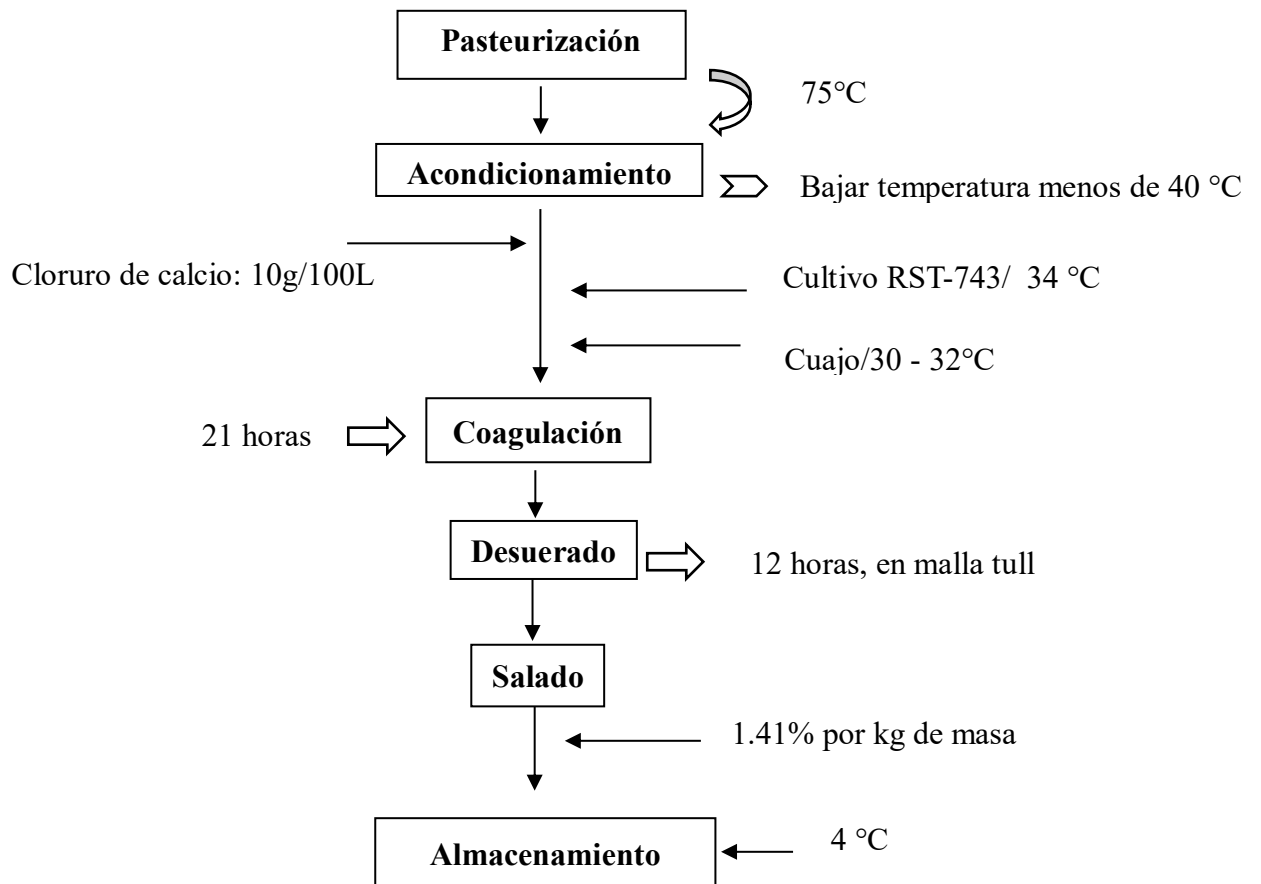 Pasteurización
75°C
Acondicionamiento
Bajar temperatura menos de 40 °C
Cloruro de calcio: 10g/100L
Cultivo RST-743/  34 °C
Cuajo/30 - 32°C
21 horas
Coagulación
Desuerado
12 horas, en malla tull
Salado
1.41% por kg de masa
4 °C
Almacenamiento